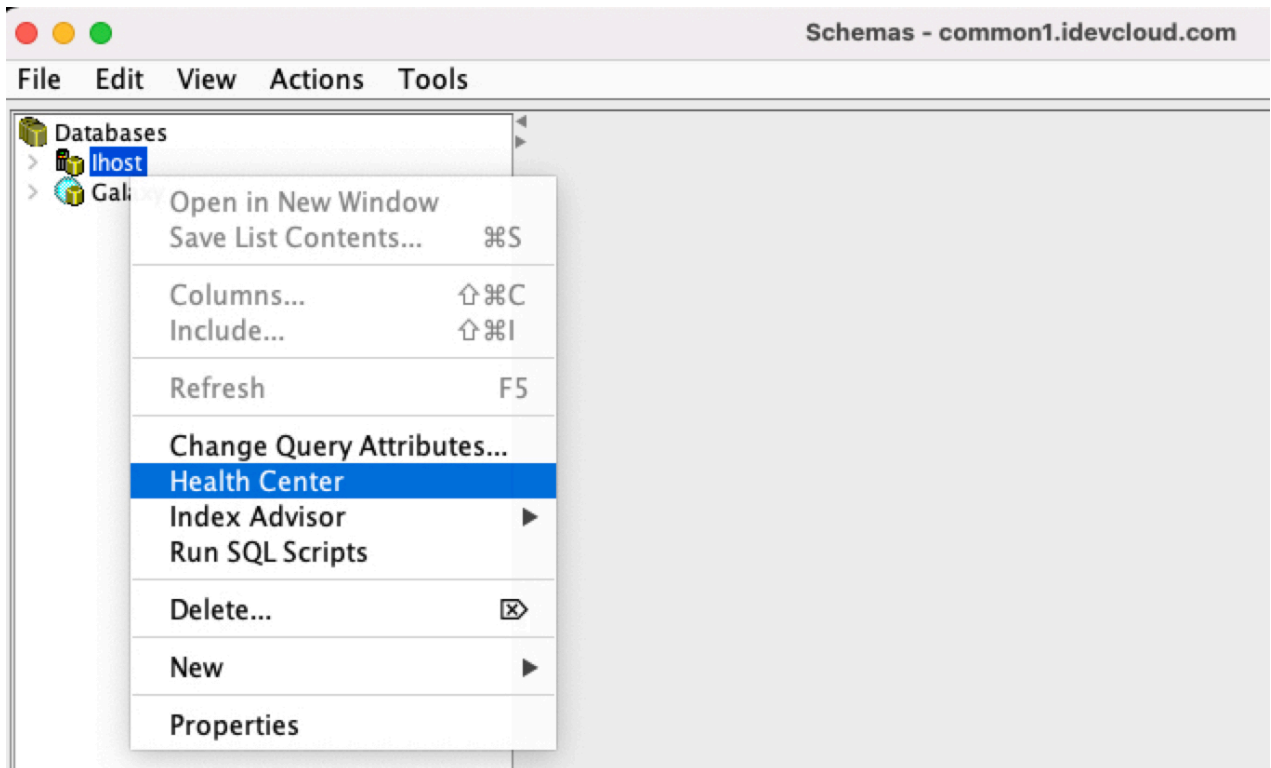 Schemas - common1.idevcloud.com
File Edit View Actions Tools
Databases
Ihost
Gal
Open in New Window
Save List Contents... ⌘S
Columns... ⇧⌘C
Include... ⇧⌘I
Refresh F5
Change Query Attributes...
Health Center
Index Advisor
Run SQL Scripts
Delete... ⌦
New
Properties